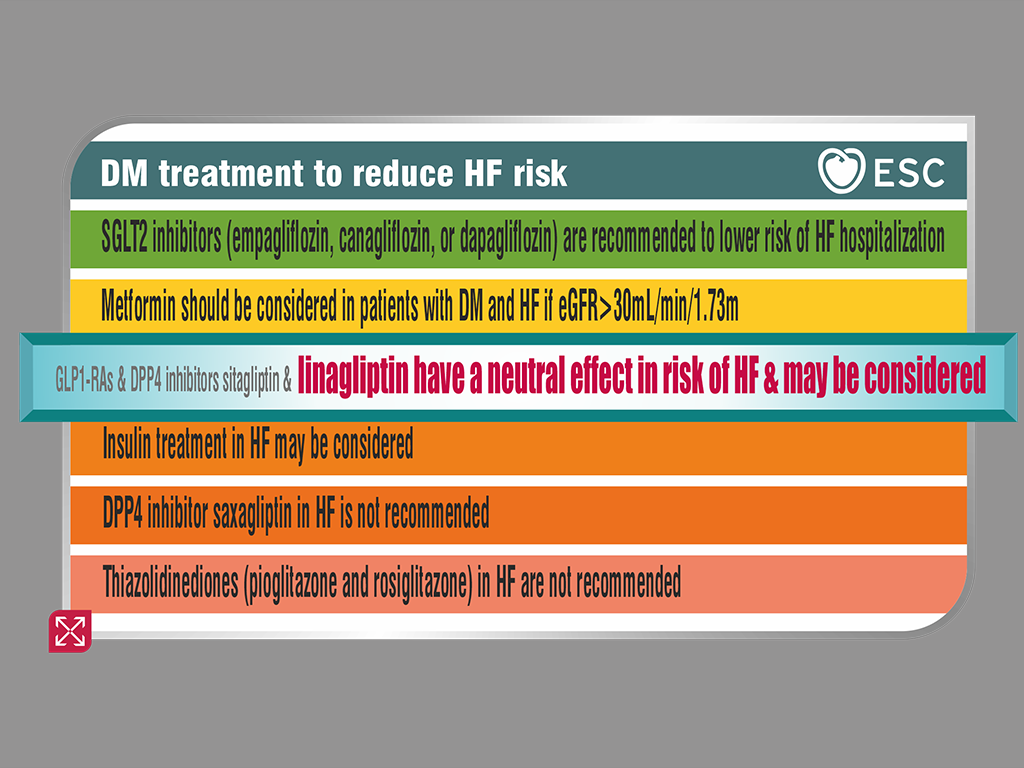 DM treatment to reduce HF risk
ESC
SGLT2 inhibitors (empagliflozin, canagliflozin, or dapagliflozin) are recommended to lower risk of HF hospitalization
Metformin should be considered in patients with DM and HF if eGFR>30mL/min/1.73m
GLP1-RAs & DPP4 inhibitors sitagliptin & linagliptin have a neutral effect in risk of HF & may be considered
Insulin treatment in HF may be considered
DPP4 inhibitor saxagliptin in HF is not recommended
Thiazolidinediones (pioglitazone and rosiglitazone) in HF are not recommended